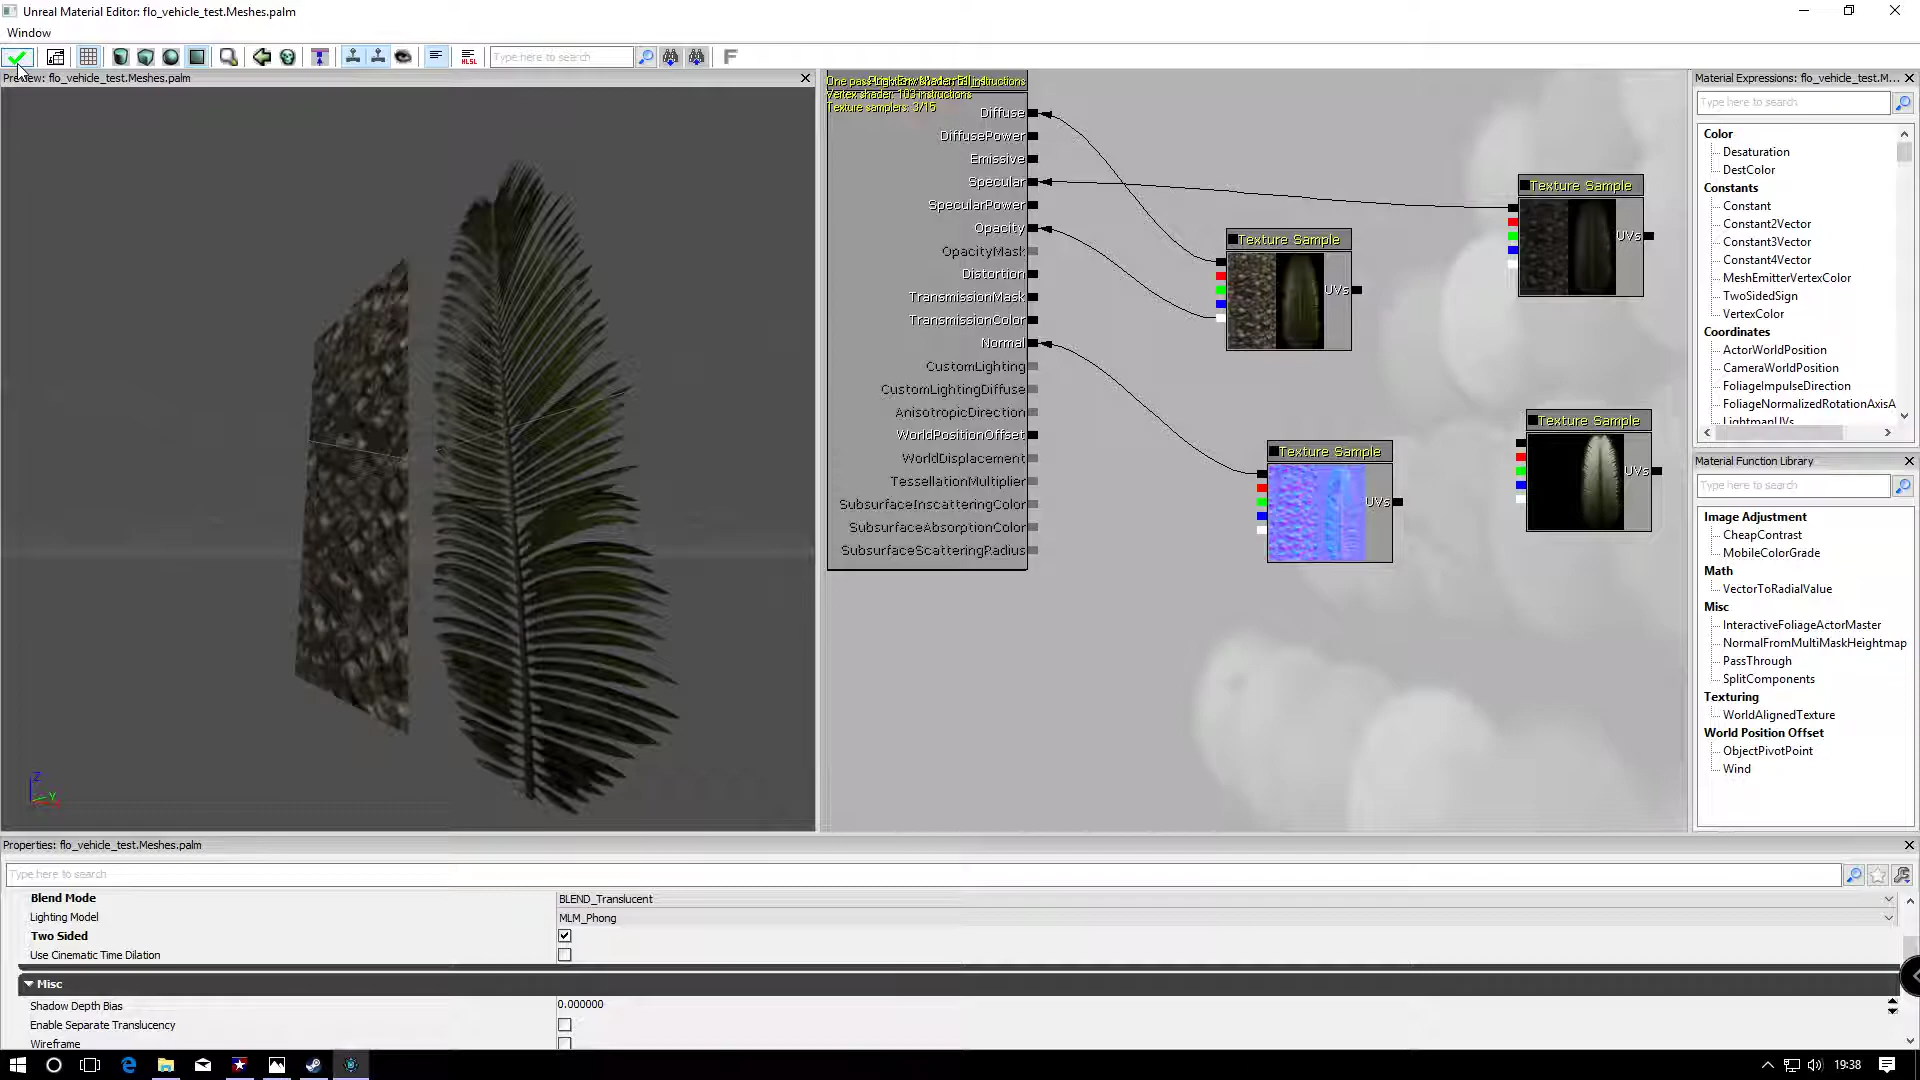 Unreal Material Editor: flo_vehicle_test.Meshes.palm
Window
HLSL
Type here to search
F
Preview: flo_vehicle_test.Meshes.palm
Texture samplers: 3/15
Vertex shader: 103 instructions
Diffuse
DiffusePower
Emissive
Specular
SpecularPower
Opacity
OpacityMask
Distortion
TransmissionMask
TransmissionColor
Normal
CustomLighting
CustomLightingDiffuse
AnisotropicDirection
WorldPositionOffset
WorldDisplacement
TessellationMultiplier
SubsurfaceInscatteringColor
SubsurfaceAbsorptionColor
SubsurfaceScatteringRadius
Texture Sample
UVs
Texture Sample
UVs
Texture Sample
UVs
Texture Sample
UVs
Z
Y
Material Expressions: flo_vehicle_test.M...
Type here to search
Color
Desaturation
DestColor
Constants
Constant
Constant2Vector
Constant3Vector
Constant4Vector
MeshEmitterVertexColor
TwoSidedSign
VertexColor
Coordinates
ActorWorldPosition
CameraWorldPosition
FoliageImpulseDirection
FoliageNormalizedRotationAxisA
LightmapUVs
Material Function Library
Type here to search
Image Adjustment
CheapContrast
MobileColorGrade
Math
VectorToRadialValue
Misc
InteractiveFoliageActorMaster
NormalFromMultiMaskHeightmap
PassThrough
SplitComponents
Texturing
WorldAlignedTexture
World Position Offset
ObjectPivotPoint
Wind
Properties: flo_vehicle_test.Meshes.palm
Type here to search
Blend Mode BLEND_Translucent
Lighting Model MLM_Phong
Two Sided
Use Cinematic Time Dilation
Misc
Shadow Depth Bias 0.000000
Enable Separate Translucency
Wireframe
19:38